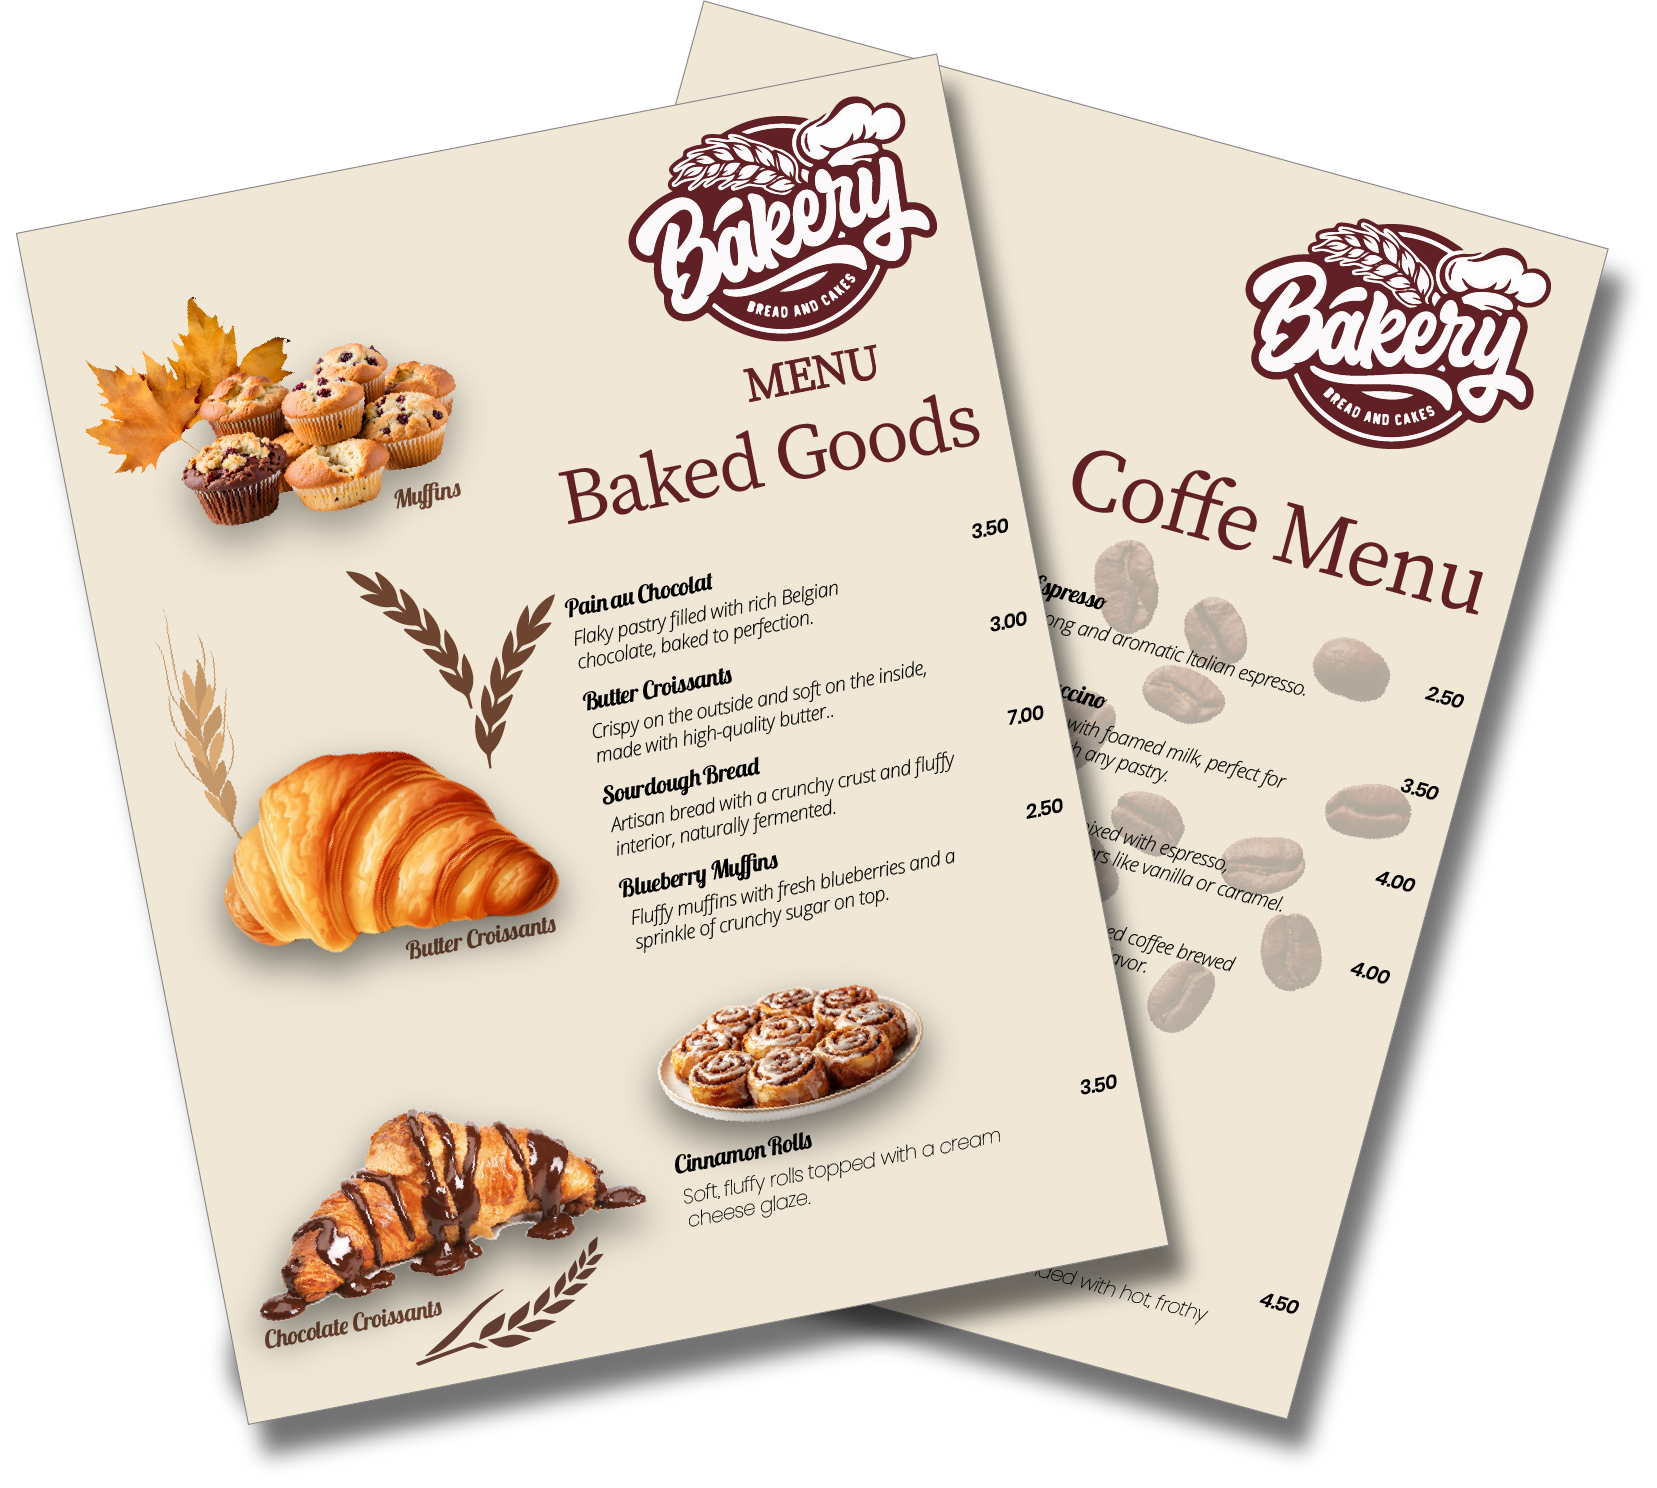 Bakery
BREAD AND CAKES
MENU
Baked Goods
Muffins
3.50
Pain au Chocolat
Flaky pastry filled with rich Belgian
chocolate, baked to perfection.
3.00
Butter Croissants
Crispy on the outside and soft on the inside,
made with high-quality butter..
7.00
Sourdough Bread
Artisan bread with a crunchy crust and fluffy
interior, naturally fermented.
2.50
Blueberry Muffins
Fluffy muffins with fresh blueberries and a
sprinkle of crunchy sugar on top.
Butter Croissants
3.50
Cinnamon Rolls
Soft, fluffy rolls topped with a cream
cheese glaze.
Chocolate Croissants
Bakery
BREAD AND CAKES
Coffe Menu
Espresso
ong and aromatic Italian espresso.
2.50
ccino
with foamed milk, perfect for
h any pastry.
3.50
ixed with espresso,
ors like vanilla or caramel.
4.00
ed coffee brewed
avor.
4.00
ded with hot, frothy
4.50